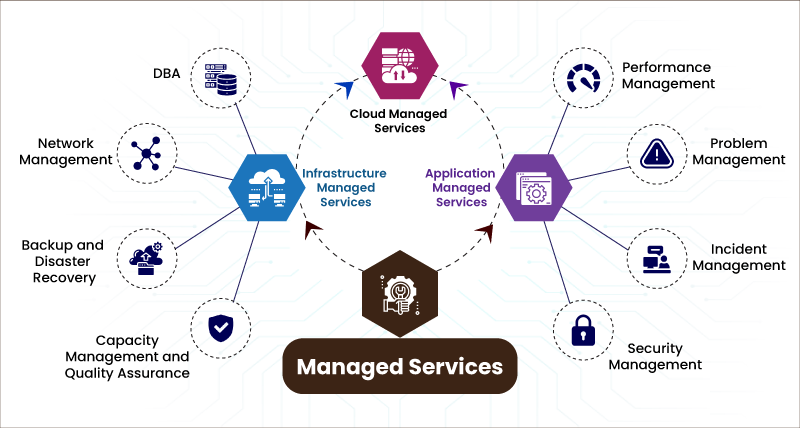 DBA
Network
Management
Backup and
Disaster
Recovery
Capacity
Management and
Quality Assurance
Infrastructure
Managed
Services
Cloud Managed
Services
Application
Managed
Services
Managed Services
Performance
Management
Problem
Management
Incident
Management
Security
Management